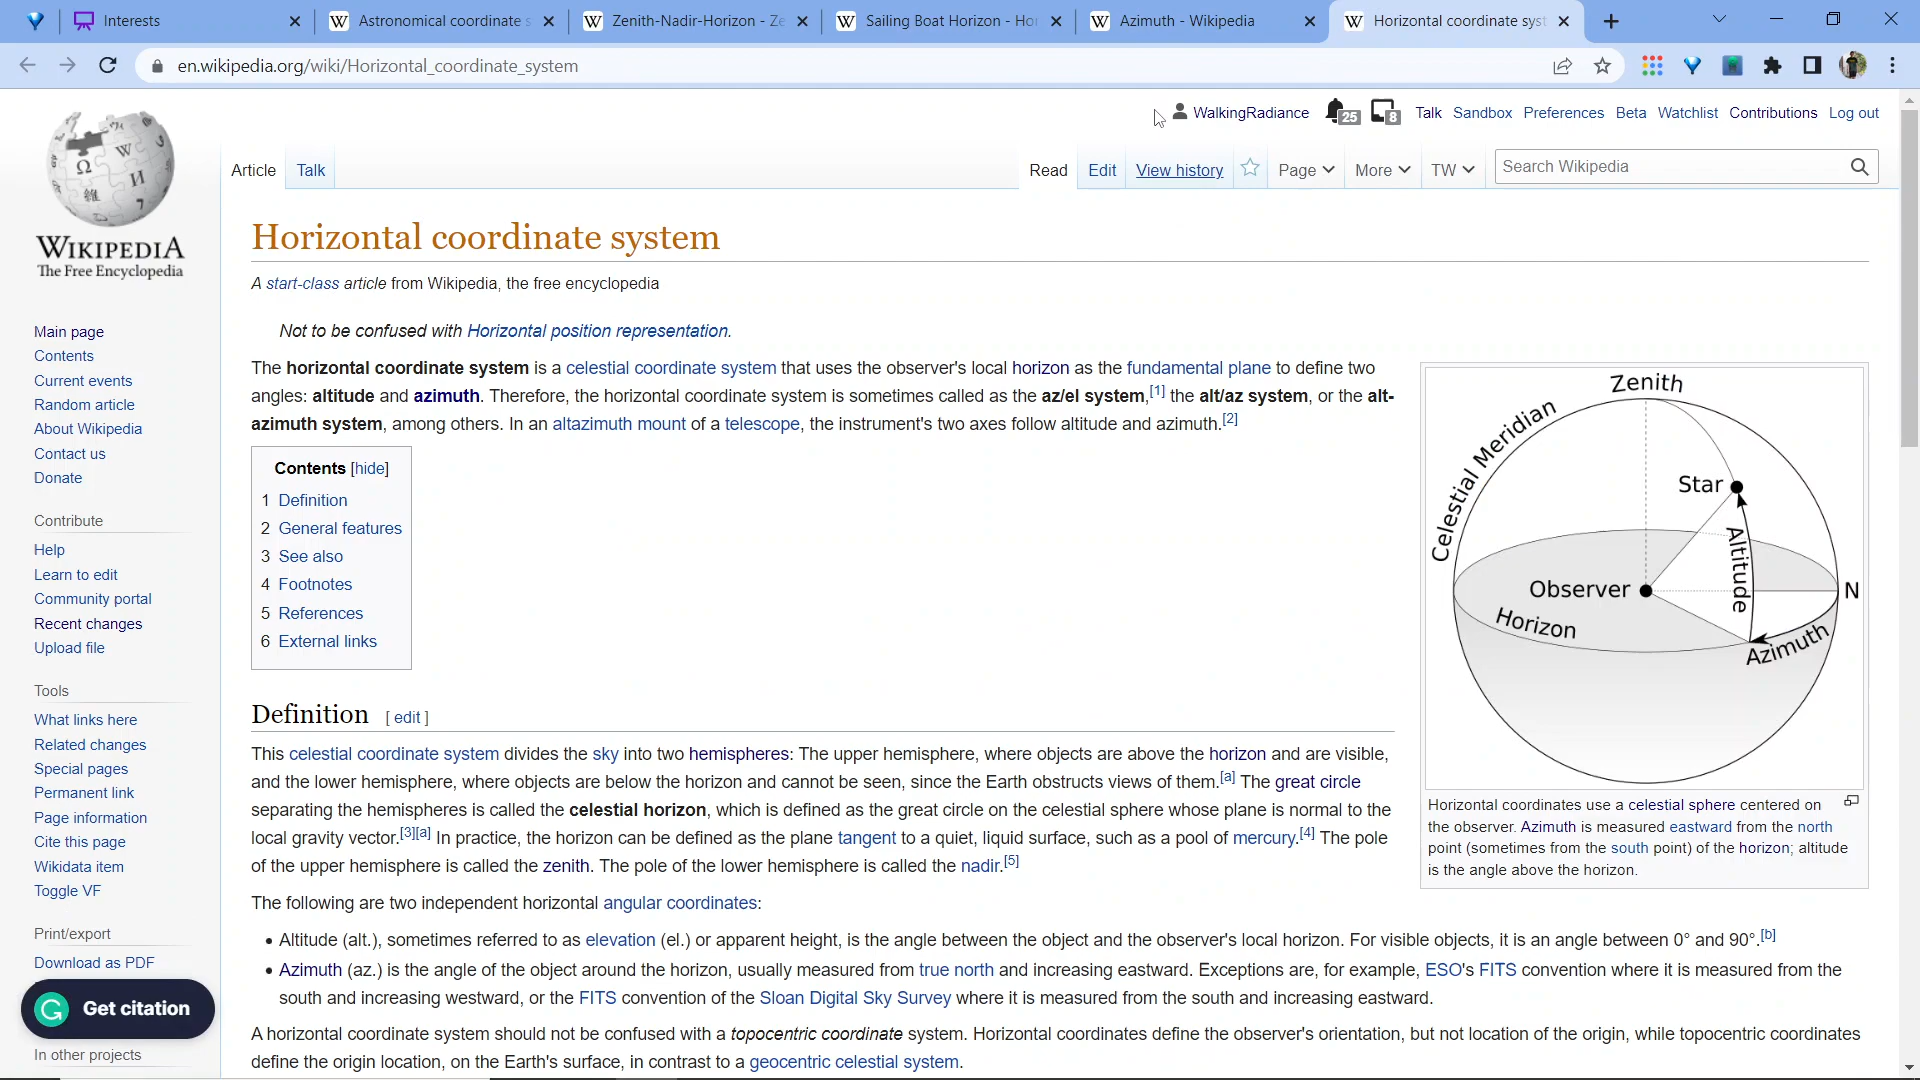 Interests
Astronomical coordinate s
Zenith-Nadir-Horizon - Ze
Sailing Boat Horizon - Ho
Azimuth - Wikipedia
Horizontal coordinate syst
en.wikipedia.org/wiki/Horizontal_coordinate_system
WalkingRadiance 25 8 Talk Sandbox Preferences Beta Watchlist Contributions Log out
Article Talk Read Edit View history Page More TW Search Wikipedia
WIKIPEDIA
The Free Encyclopedia
Main page
Contents
Current events
Random article
About Wikipedia
Contact us
Donate
Contribute
Help
Learn to edit
Community portal
Recent changes
Upload file
Tools
What links here
Related changes
Special pages
Permanent link
Page information
Cite this page
Wikidata item
Toggle VF
Print/export
Download as PDF
Get citation
In other projects
Horizontal coordinate system
A start-class article from Wikipedia, the free encyclopedia
Not to be confused with Horizontal position representation.
The horizontal coordinate system is a celestial coordinate system that uses the observer's local horizon as the fundamental plane to define two
angles: altitude and azimuth. Therefore, the horizontal coordinate system is sometimes called as the az/el system,[1] the alt/az system, or the alt-
azimuth system, among others. In an altazimuth mount of a telescope, the instrument's two axes follow altitude and azimuth.[2]
Contents [hide]
1 Definition
2 General features
3 See also
4 Footnotes
5 References
6 External links
Zenith
Celestial Meridian
Star
Altitude
Observer
N
Horizon
Azimuth
Horizontal coordinates use a celestial sphere centered on
the observer. Azimuth is measured eastward from the north
point (sometimes from the south point) of the horizon; altitude
is the angle above the horizon.
Definition [ edit ]
This celestial coordinate system divides the sky into two hemispheres: The upper hemisphere, where objects are above the horizon and are visible,
and the lower hemisphere, where objects are below the horizon and cannot be seen, since the Earth obstructs views of them.[a] The great circle
separating the hemispheres is called the celestial horizon, which is defined as the great circle on the celestial sphere whose plane is normal to the
local gravity vector.[3][a] In practice, the horizon can be defined as the plane tangent to a quiet, liquid surface, such as a pool of mercury.[4] The pole
of the upper hemisphere is called the zenith. The pole of the lower hemisphere is called the nadir.[5]
The following are two independent horizontal angular coordinates:
• Altitude (alt.), sometimes referred to as elevation (el.) or apparent height, is the angle between the object and the observer's local horizon. For visible objects, it is an angle between 0° and 90°.[b]
• Azimuth (az.) is the angle of the object around the horizon, usually measured from true north and increasing eastward. Exceptions are, for example, ESO's FITS convention where it is measured from the
south and increasing westward, or the FITS convention of the Sloan Digital Sky Survey where it is measured from the south and increasing eastward.
A horizontal coordinate system should not be confused with a topocentric coordinate system. Horizontal coordinates define the observer's orientation, but not location of the origin, while topocentric coordinates
define the origin location, on the Earth's surface, in contrast to a geocentric celestial system.